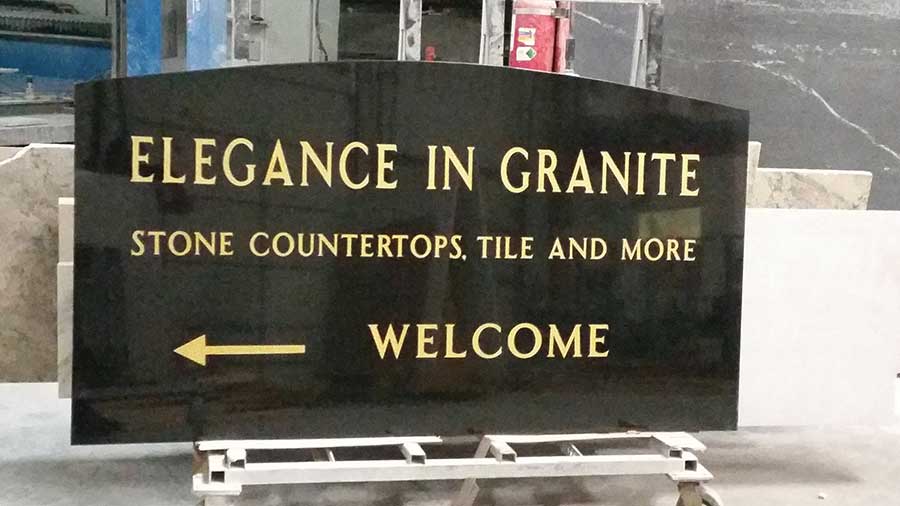 ELEGANCE IN GRANITE
STONE COUNTERTOPS, TILE AND MORE
← WELCOME